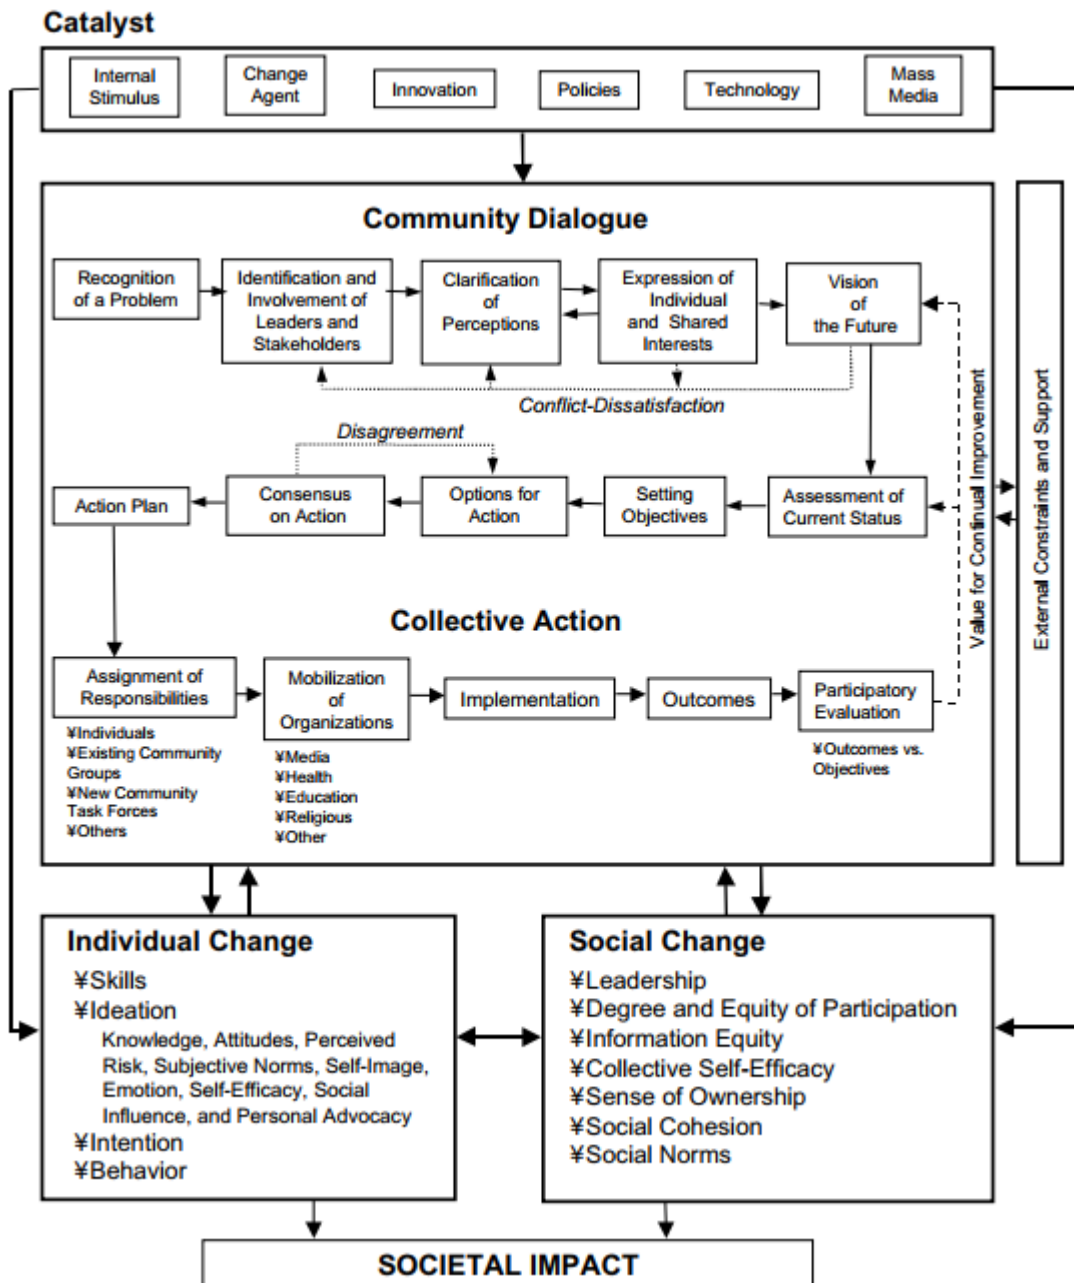 Catalyst
Internal
Stimulus
Change
Agent
Innovation
Policies
Technology
Mass
Media
Community Dialogue
Recognition
of a Problem
Identification and
Involvement of
Leaders and
Stakeholders
Clarification
of
Perceptions
Expression of
Individual
and Shared
Interests
Vision
of
the Future
Conflict-Dissatisfaction
Disagreement
Action Plan
Consensus
on Action
Options for
Action
Setting
Objectives
Assessment of
Current Status
Value for Continual Improvement
External Constraints and Support
Collective Action
Assignment of
Responsibilities
¥Individuals
¥Existing Community
Groups
¥New Community
Task Forces
¥Others
Mobilization
of
Organizations
¥Media
¥Health
¥Education
¥Religious
¥Other
Implementation
Outcomes
Participatory
Evaluation
¥Outcomes vs.
Objectives
Individual Change
¥Skills
¥Ideation
Knowledge, Attitudes, Perceived
Risk, Subjective Norms, Self-Image,
Emotion, Self-Efficacy, Social
Influence, and Personal Advocacy
¥Intention
¥Behavior
Social Change
¥Leadership
¥Degree and Equity of Participation
¥Information Equity
¥Collective Self-Efficacy
¥Sense of Ownership
¥Social Cohesion
¥Social Norms
SOCIETAL IMPACT